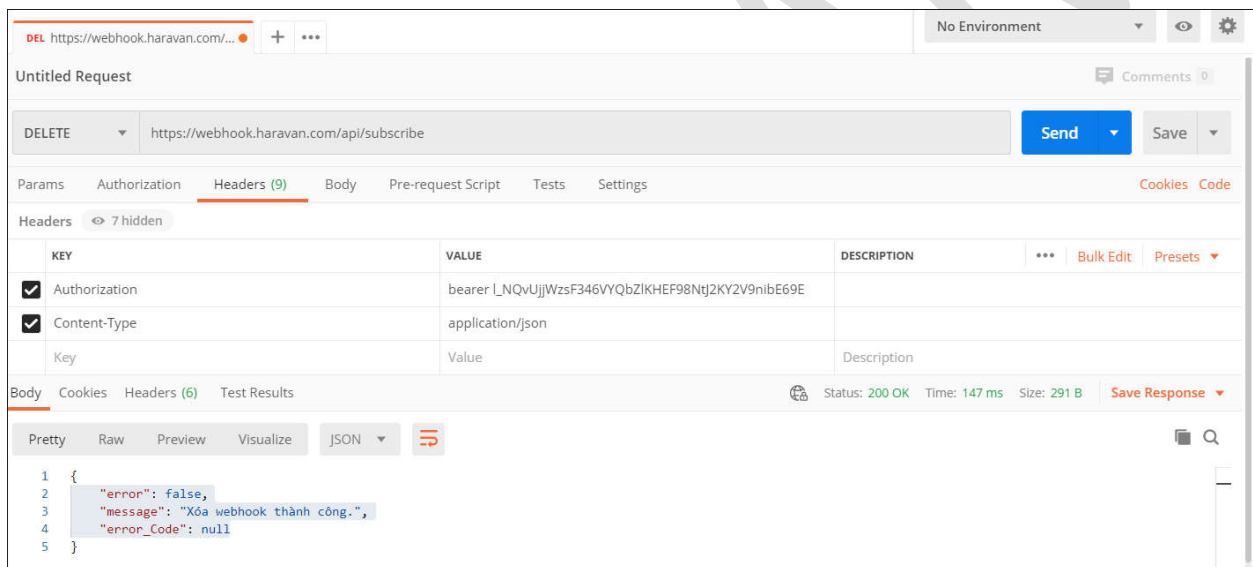 DEL https://webhook.haravan.com/... + •••
No Environment
Untitled Request
Comments 0
DELETE https://webhook.haravan.com/api/subscribe Send Save
Params Authorization Headers (9) Body Pre-request Script Tests Settings Cookies Code
Headers 7 hidden
KEY VALUE DESCRIPTION ••• Bulk Edit Presets
Authorization bearer l_NQvUjjWzsF346VYQbZlKHEF98NtJ2KY2V9nibE69E
Content-Type application/json
Key Value Description
Body Cookies Headers (6) Test Results Status: 200 OK Time: 147 ms Size: 291 B Save Response
Pretty Raw Preview Visualize JSON
1 {
2 "error": false,
3 "message": "Xóa webhook thành công.",
4 "error_Code": null
5 }